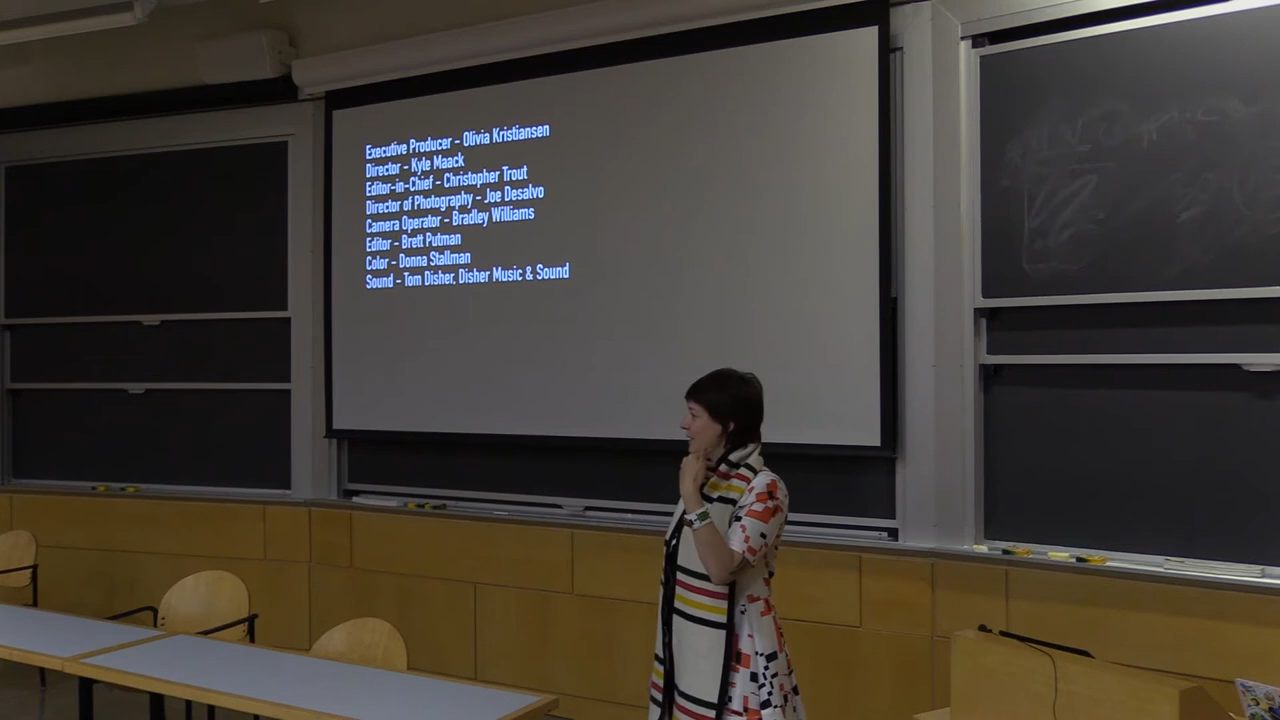 Executive Producer - Olivia Kristiansen
Director - Kyle Maack
Editor-in-Chief - Christopher Trout
Director of Photography - Joe Desalvo
Camera Operator - Bradley Williams
Editor - Brett Putman
Color - Donna Stallman
Sound - Tom Disher, Disher Music & Sound